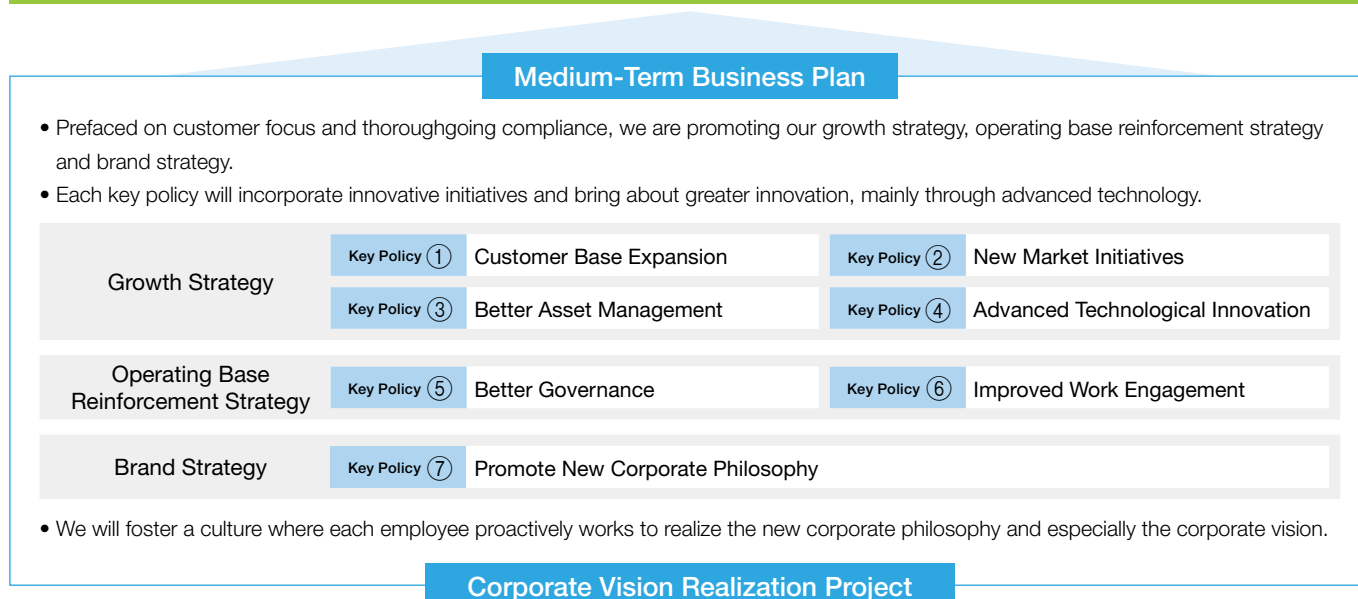 Medium-Term Business Plan
• Prefaced on customer focus and thoroughgoing compliance, we are promoting our growth strategy, operating base reinforcement strategy
and brand strategy.
• Each key policy will incorporate innovative initiatives and bring about greater innovation, mainly through advanced technology.
Growth Strategy
Key Policy ① Customer Base Expansion
Key Policy ② New Market Initiatives
Key Policy ③ Better Asset Management
Key Policy ④ Advanced Technological Innovation
Operating Base
Reinforcement Strategy
Key Policy ⑤ Better Governance
Key Policy ⑥ Improved Work Engagement
Brand Strategy
Key Policy ⑦ Promote New Corporate Philosophy
• We will foster a culture where each employee proactively works to realize the new corporate philosophy and especially the corporate vision.
Corporate Vision Realization Project